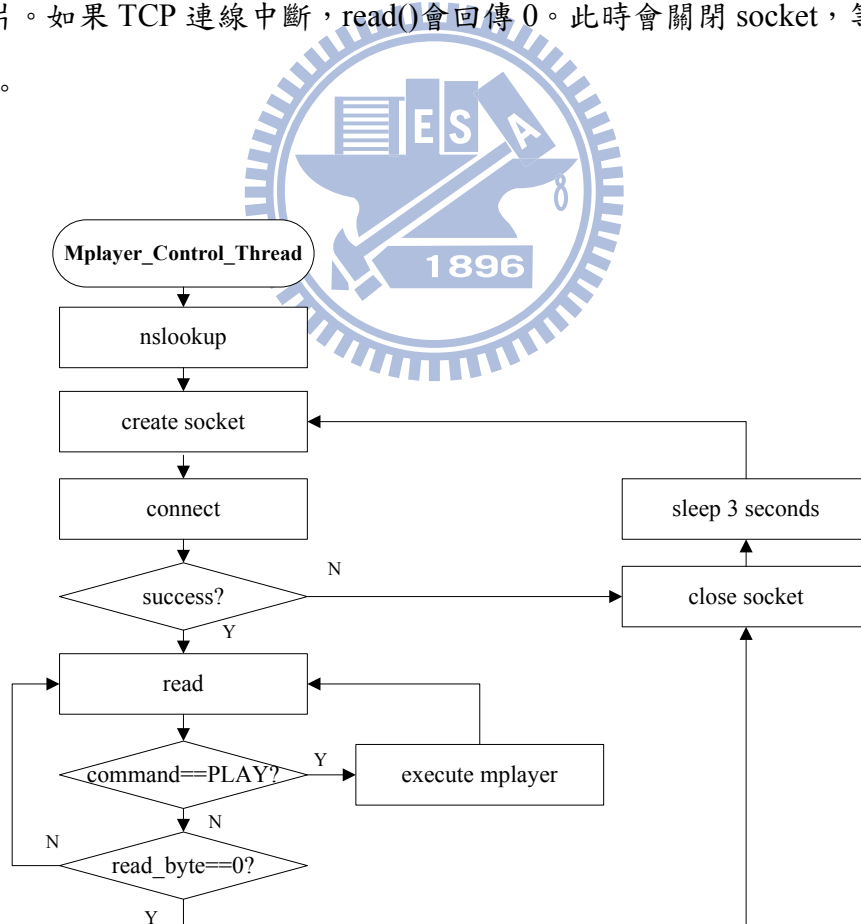 片。如果 TCP 連線中斷，read()會回傳 0。此時會關閉 socket，等
。
E S A
1896
Mplayer_Control_Thread
nslookup
create socket
connect
sleep 3 seconds
success?
N
close socket
Y
read
command==PLAY?
Y
execute mplayer
N
N
read_byte==0?
Y